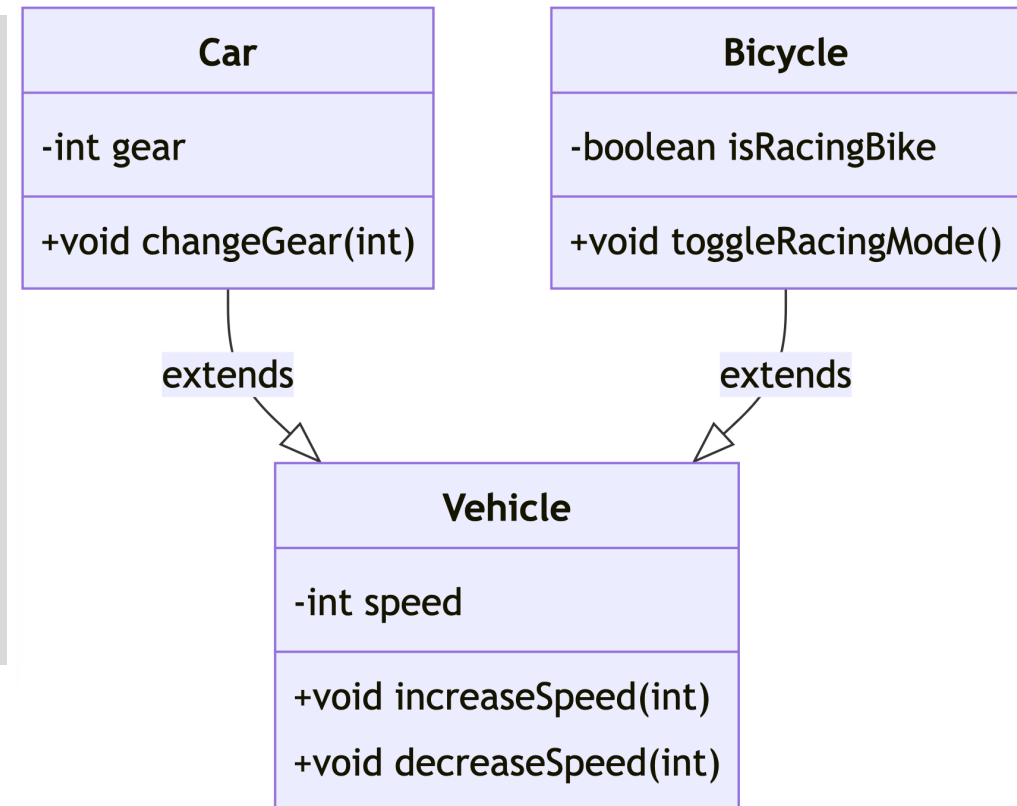 Car
-int gear
+void changeGear(int)
Bicycle
-boolean isRacingBike
+void toggleRacingMode()
extends
extends
Vehicle
-int speed
+void increaseSpeed(int)
+void decreaseSpeed(int)